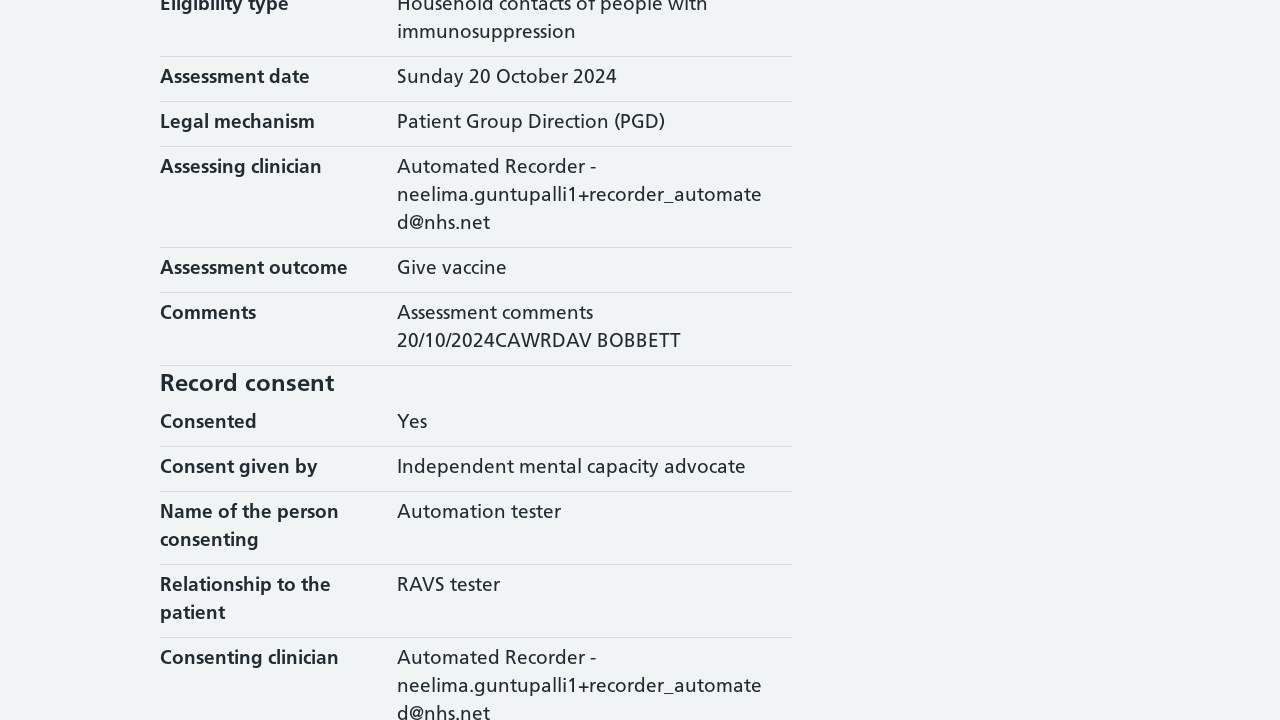 Eligibility type
Household contacts of people with
immunosuppression
Assessment date
Sunday 20 October 2024
Legal mechanism
Patient Group Direction (PGD)
Assessing clinician
Automated Recorder -
neelima.guntupalli1+recorder_automate
d@nhs.net
Assessment outcome
Give vaccine
Comments
Assessment comments
20/10/2024CAWRDAV BOBBETT
Record consent
Consented
Yes
Consent given by
Independent mental capacity advocate
Name of the person
consenting
Automation tester
Relationship to the
patient
RAVS tester
Consenting clinician
Automated Recorder -
neelima.guntupalli1+recorder_automate
d@nhs.net